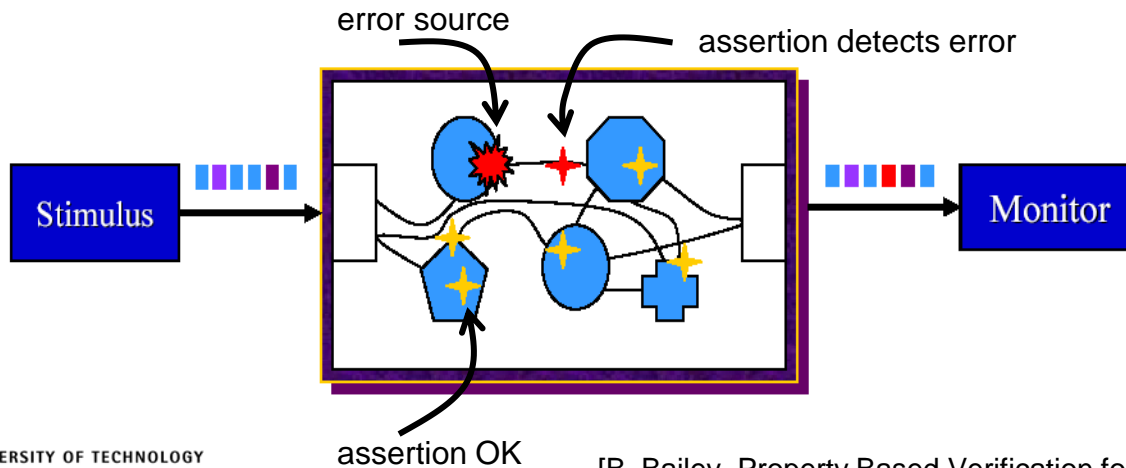 error source
assertion detects error
Stimulus
Monitor
assertion OK
ERSITY OF TECHNOLOGY
[B. Bailey, Property Based Verification fo